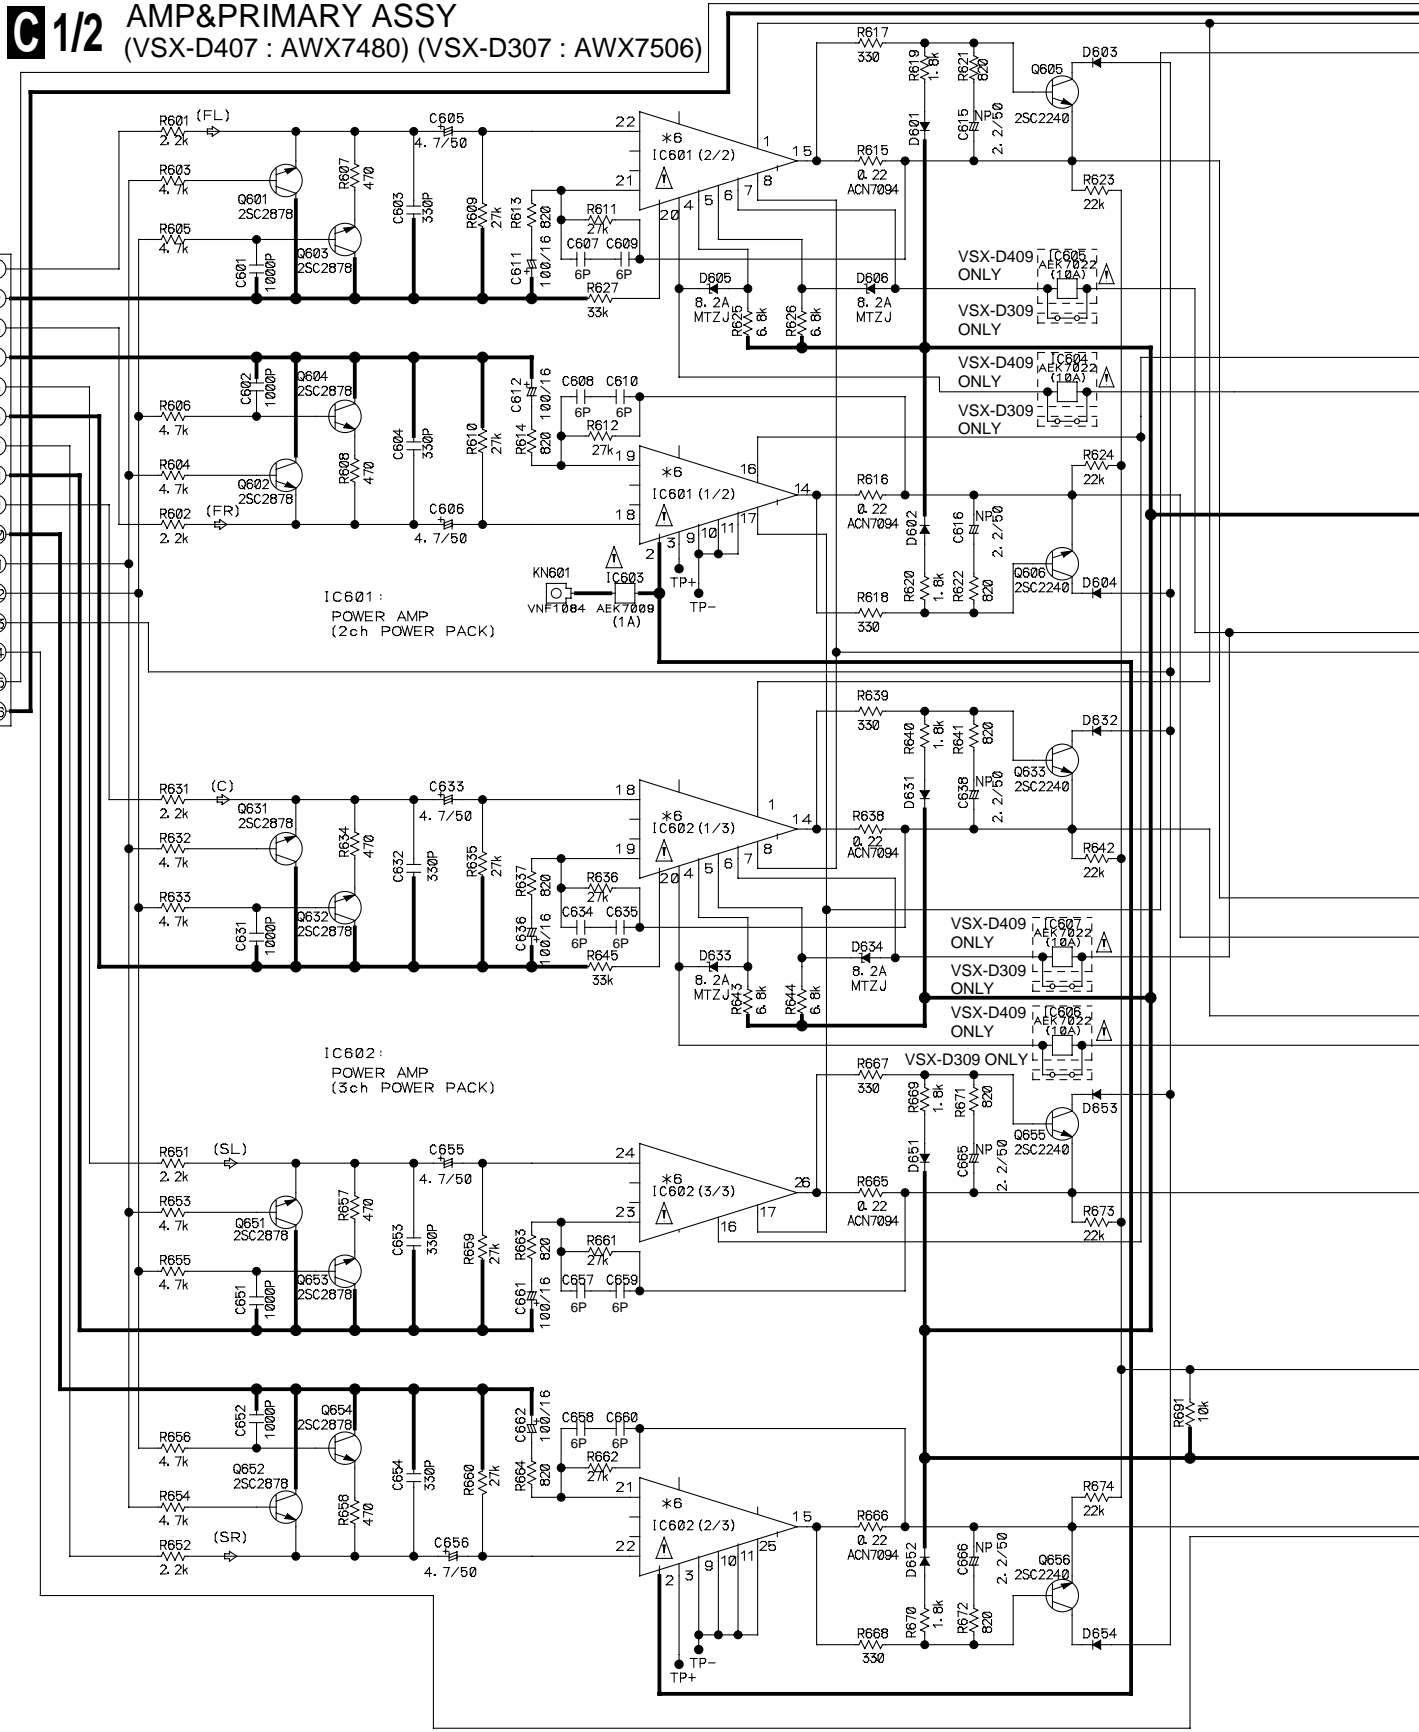 C 1/2
AMP&PRIMARY ASSY
(VSX-D407 : AWX7480) (VSX-D307 : AWX7506)
R601
2.2k
(FL)
R603
4.7k
R605
4.7k
Q601
2SC2878
C601
1000P
Q603
2SC2878
R607
470
C603
330P
C605
4.7/50
R609
27k
R613
820
C611
100/16
R611
27k
C607
6P
C609
6P
R627
33k
22
21
20
*6
IC601 (2/2)
4
5
6
7
8
1
15
R617
330
R615
0.22
ACN7094
R619
1.8k
R621
820
D601
C615
NP
2.2/50
Q605
2SC2240
D603
R623
22k
D605
8.2A
MTZJ
R625
6.8k
R626
6.8k
D606
8.2A
MTZJ
VSX-D409
ONLY
IC605
AEK7022
(10A)
VSX-D309
ONLY
VSX-D409
ONLY
IC604
AEK7022
(10A)
VSX-D309
ONLY
C602
1000P
Q604
2SC2878
R606
4.7k
R604
4.7k
Q602
2SC2878
R608
470
R602
2.2k
(FR)
C604
330P
C606
4.7/50
R610
27k
C612
100/16
R614
820
C608
6P
C610
6P
R612
27k
19
18
*6
IC601 (1/2)
2
3
9
10
11
17
16
14
TP+
TP-
R616
0.22
ACN7094
R618
330
D602
R620
1.8k
C616
NP
2.2/50
R622
820
Q606
2SC2240
D604
R624
22k
KN601
VNF1084
IC603
AEK7009
(1A)
IC601:
POWER AMP
(2ch POWER PACK)
R631
2.2k
(C)
R632
4.7k
R633
4.7k
Q631
2SC2878
C631
1000P
Q632
2SC2878
R634
470
C632
330P
C633
4.7/50
R635
27k
R637
820
C636
100/16
R636
27k
C634
6P
C635
6P
R645
33k
18
19
20
*6
IC602 (1/3)
4
5
6
7
8
1
14
R639
330
R638
0.22
ACN7094
R640
1.8k
R641
820
D631
C638
NP
2.2/50
Q633
2SC2240
D632
R642
22k
D633
8.2A
MTZJ
R643
6.8k
R644
6.8k
D634
8.2A
MTZJ
VSX-D409
ONLY
IC607
AEK7022
(10A)
VSX-D309
ONLY
VSX-D409
ONLY
IC606
AEK7022
(10A)
VSX-D309 ONLY
IC602:
POWER AMP
(3ch POWER PACK)
R651
2.2k
(SL)
R653
4.7k
R655
4.7k
Q651
2SC2878
C651
1000P
Q653
2SC2878
R657
470
C653
330P
C655
4.7/50
R659
27k
R663
820
C661
100/16
R661
27k
C657
6P
C659
6P
24
23
*6
IC602 (3/3)
16
17
26
R667
330
R665
0.22
ACN7094
R669
1.8k
R671
820
D651
C665
NP
2.2/50
Q655
2SC2240
D653
R673
22k
R691
10k
C652
1000P
Q654
2SC2878
R656
4.7k
Q652
2SC2878
R654
4.7k
R658
470
R652
2.2k
(SR)
C654
330P
C656
4.7/50
R660
27k
C662
100/16
R664
820
C658
6P
C660
6P
R662
27k
21
22
*6
IC602 (2/3)
2
3
9
10
11
25
15
TP-
TP+
R666
0.22
ACN7094
R668
330
D652
R670
1.8k
C666
NP
2.2/50
R672
820
Q656
2SC2240
D654
R674
22k